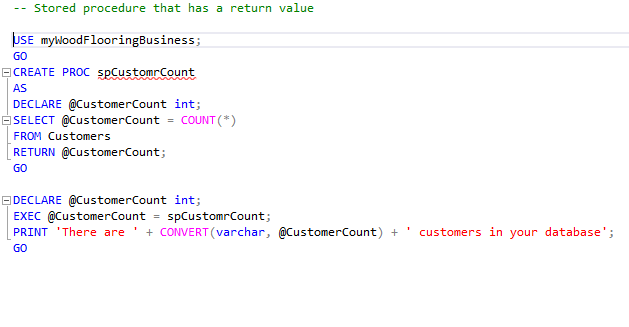 -- Stored procedure that has a return value
USE myWoodFlooringBusiness;
GO
CREATE PROC spCustomrCount
AS
DECLARE @CustomerCount int;
SELECT @CustomerCount = COUNT(*)
FROM Customers
RETURN @CustomerCount;
GO
DECLARE @CustomerCount int;
EXEC @CustomerCount = spCustomrCount;
PRINT 'There are ' + CONVERT(varchar, @CustomerCount) + ' customers in your database';
GO